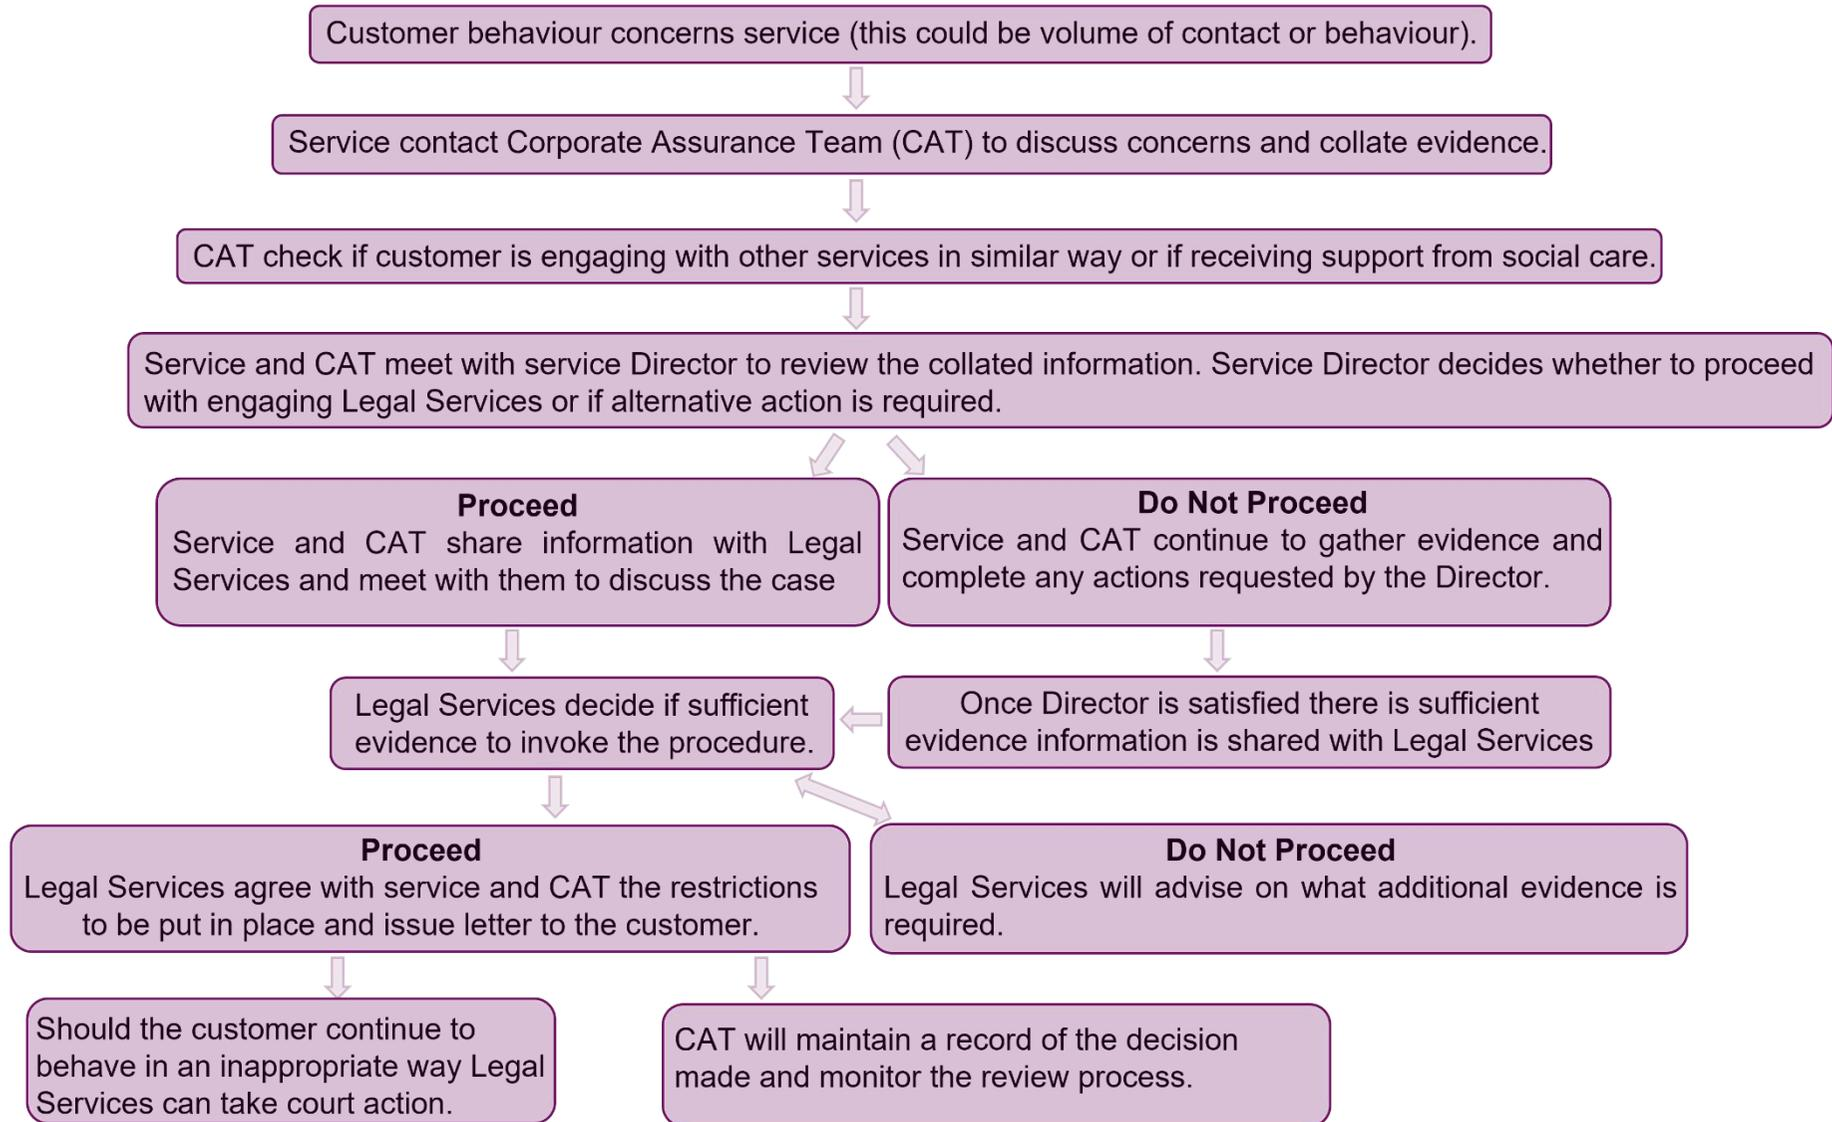 Customer behaviour concerns service (this could be volume of contact or behaviour).
Service contact Corporate Assurance Team (CAT) to discuss concerns and collate evidence.
CAT check if customer is engaging with other services in similar way or if receiving support from social care.
Service and CAT meet with service Director to review the collated information. Service Director decides whether to proceed
with engaging Legal Services or if alternative action is required.
Proceed
Service and CAT share information with Legal
Services and meet with them to discuss the case
Do Not Proceed
Service and CAT continue to gather evidence and
complete any actions requested by the Director.
Legal Services decide if sufficient
evidence to invoke the procedure.
Once Director is satisfied there is sufficient
evidence information is shared with Legal Services
Proceed
Legal Services agree with service and CAT the restrictions
to be put in place and issue letter to the customer.
Do Not Proceed
Legal Services will advise on what additional evidence is
required.
Should the customer continue to
behave in an inappropriate way Legal
Services can take court action.
CAT will maintain a record of the decision
made and monitor the review process.